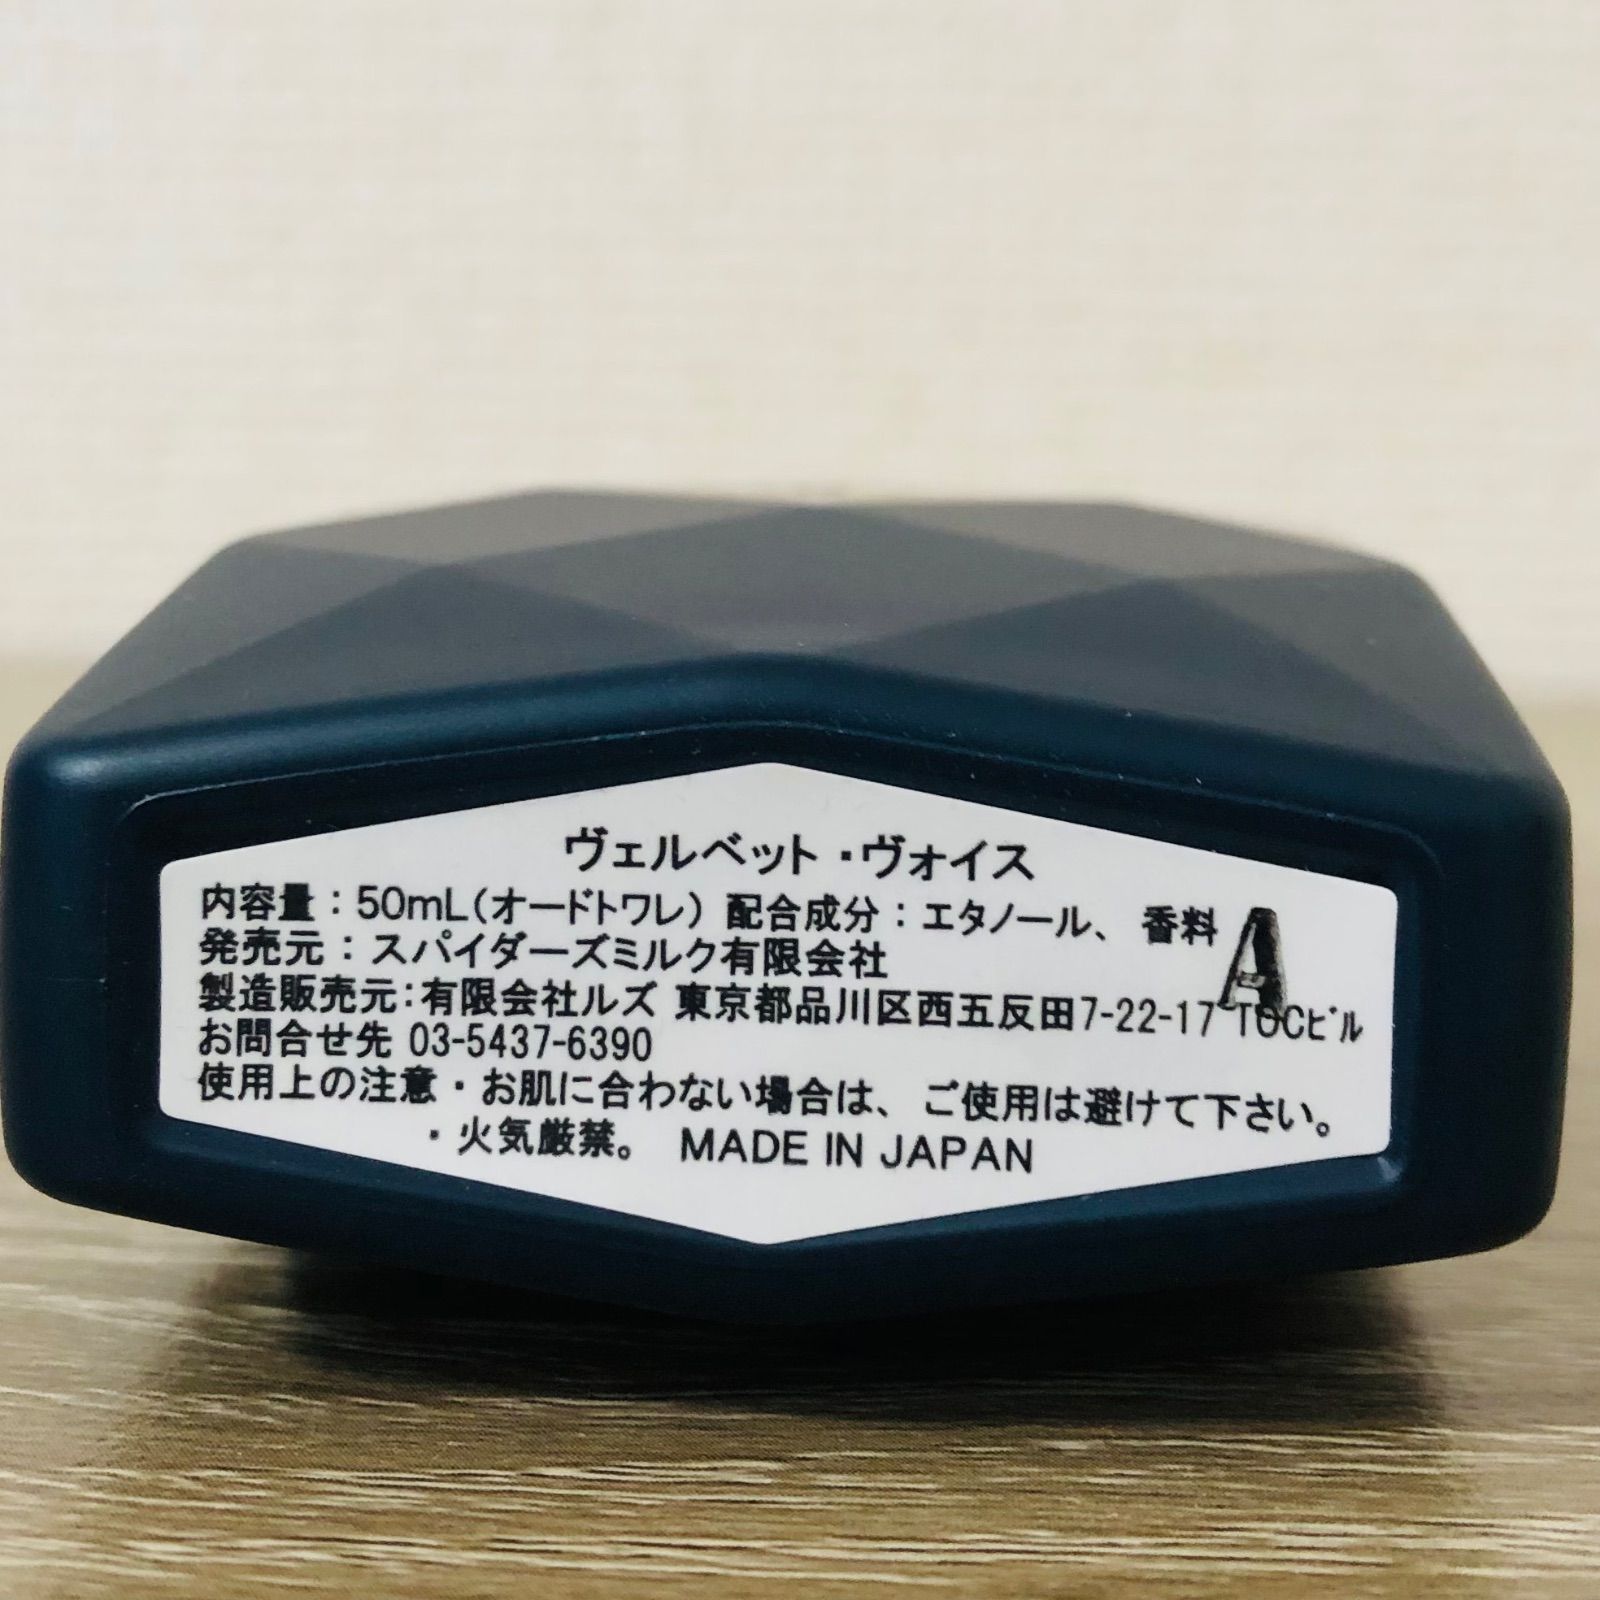 ヴェルベット・ヴォイス
内容量：50mL（オードトワレ） 配合成分：エタノール、香料
A
発売元：スパイダーズミルク有限会社
製造販売元：有限会社ルズ 東京都品川区西五反田7-22-17 TOCビル
お問合せ先 03-5437-6390
使用上の注意・お肌に合わない場合は、ご使用は避けて下さい。
・火気厳禁。 MADE IN JAPAN